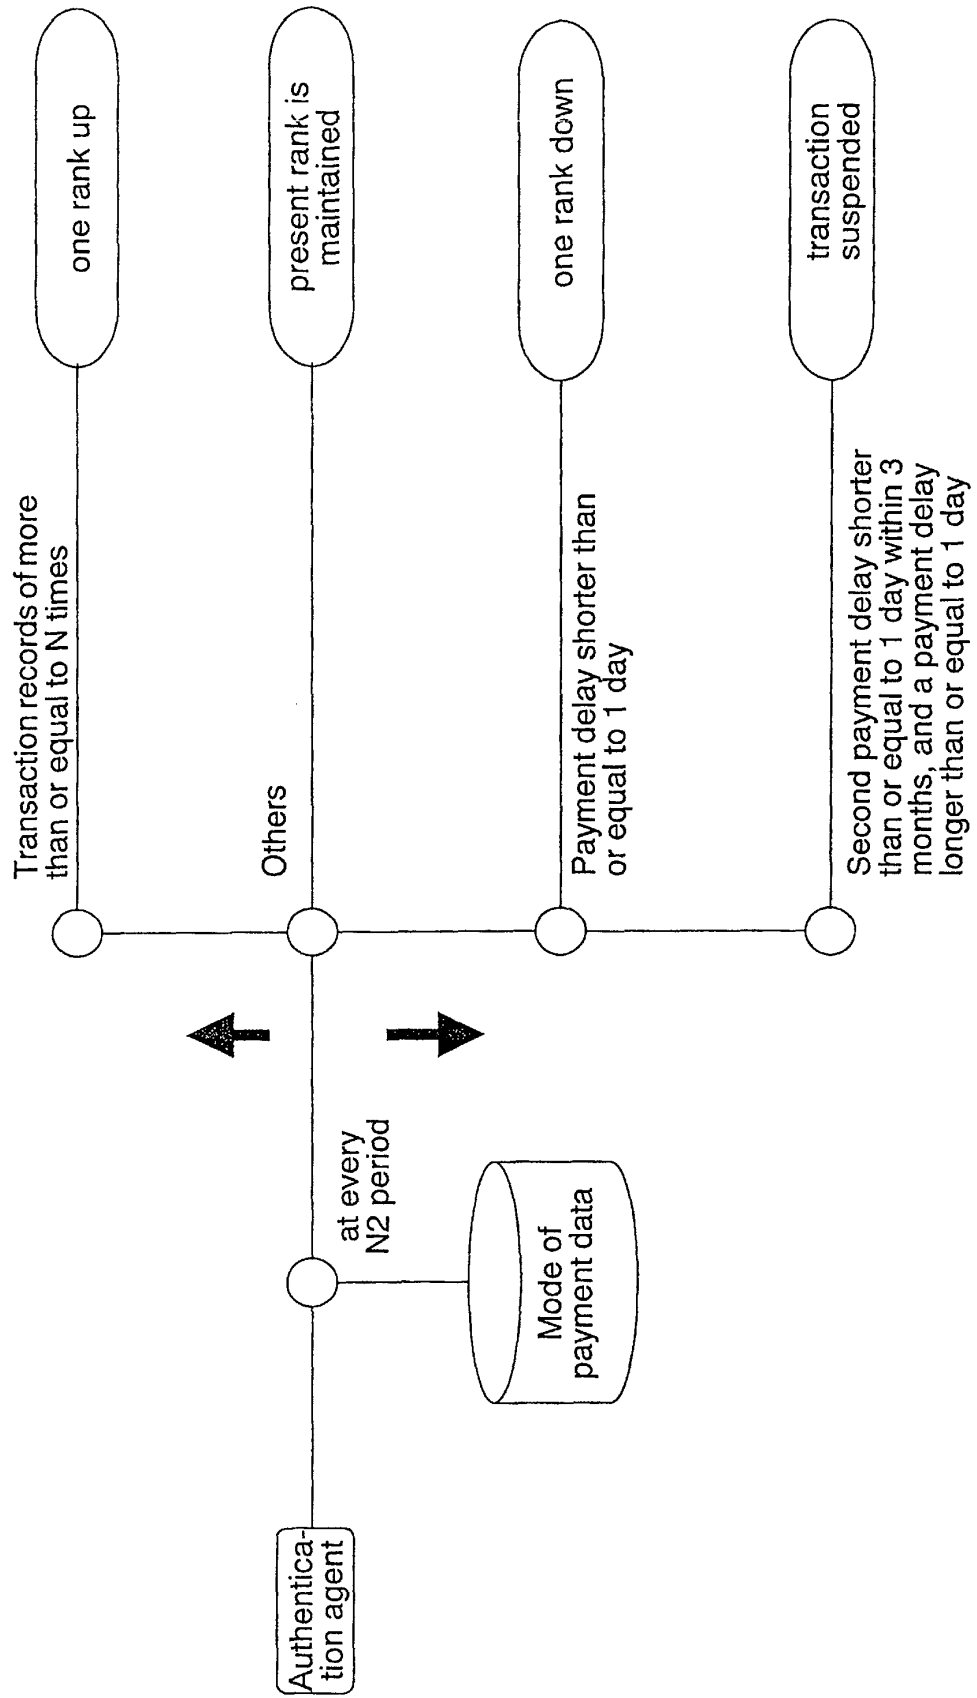 Authentica-
tion agent
Mode of
payment data
at every
N2 period
Transaction records of more
than or equal to N times
one rank up
Others
present rank is
maintained
Payment delay shorter than
or equal to 1 day
one rank down
Second payment delay shorter
than or equal to 1 day within 3
months, and a payment delay
longer than or equal to 1 day
transaction
suspended